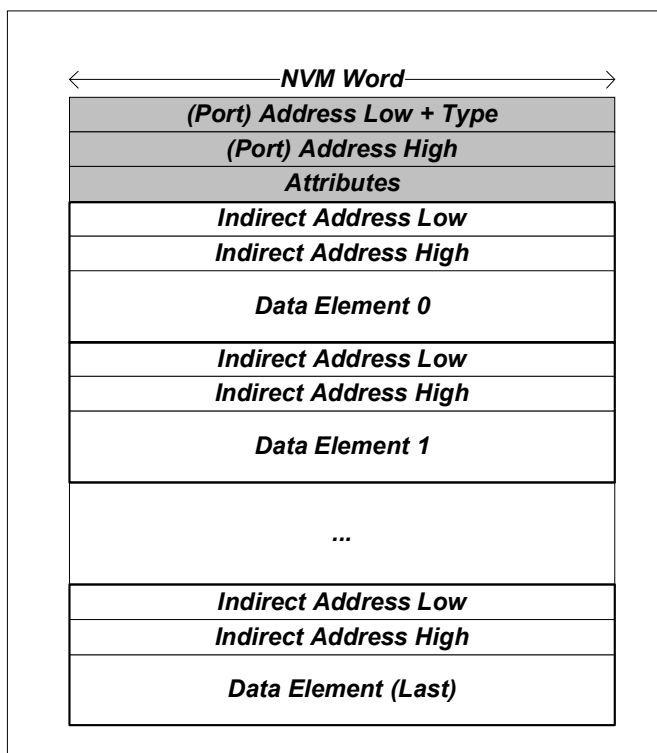 NVM Word
(Port) Address Low + Type
(Port) Address High
Attributes
Indirect Address Low
Indirect Address High
Data Element 0
Indirect Address Low
Indirect Address High
Data Element 1
...
Indirect Address Low
Indirect Address High
Data Element (Last)